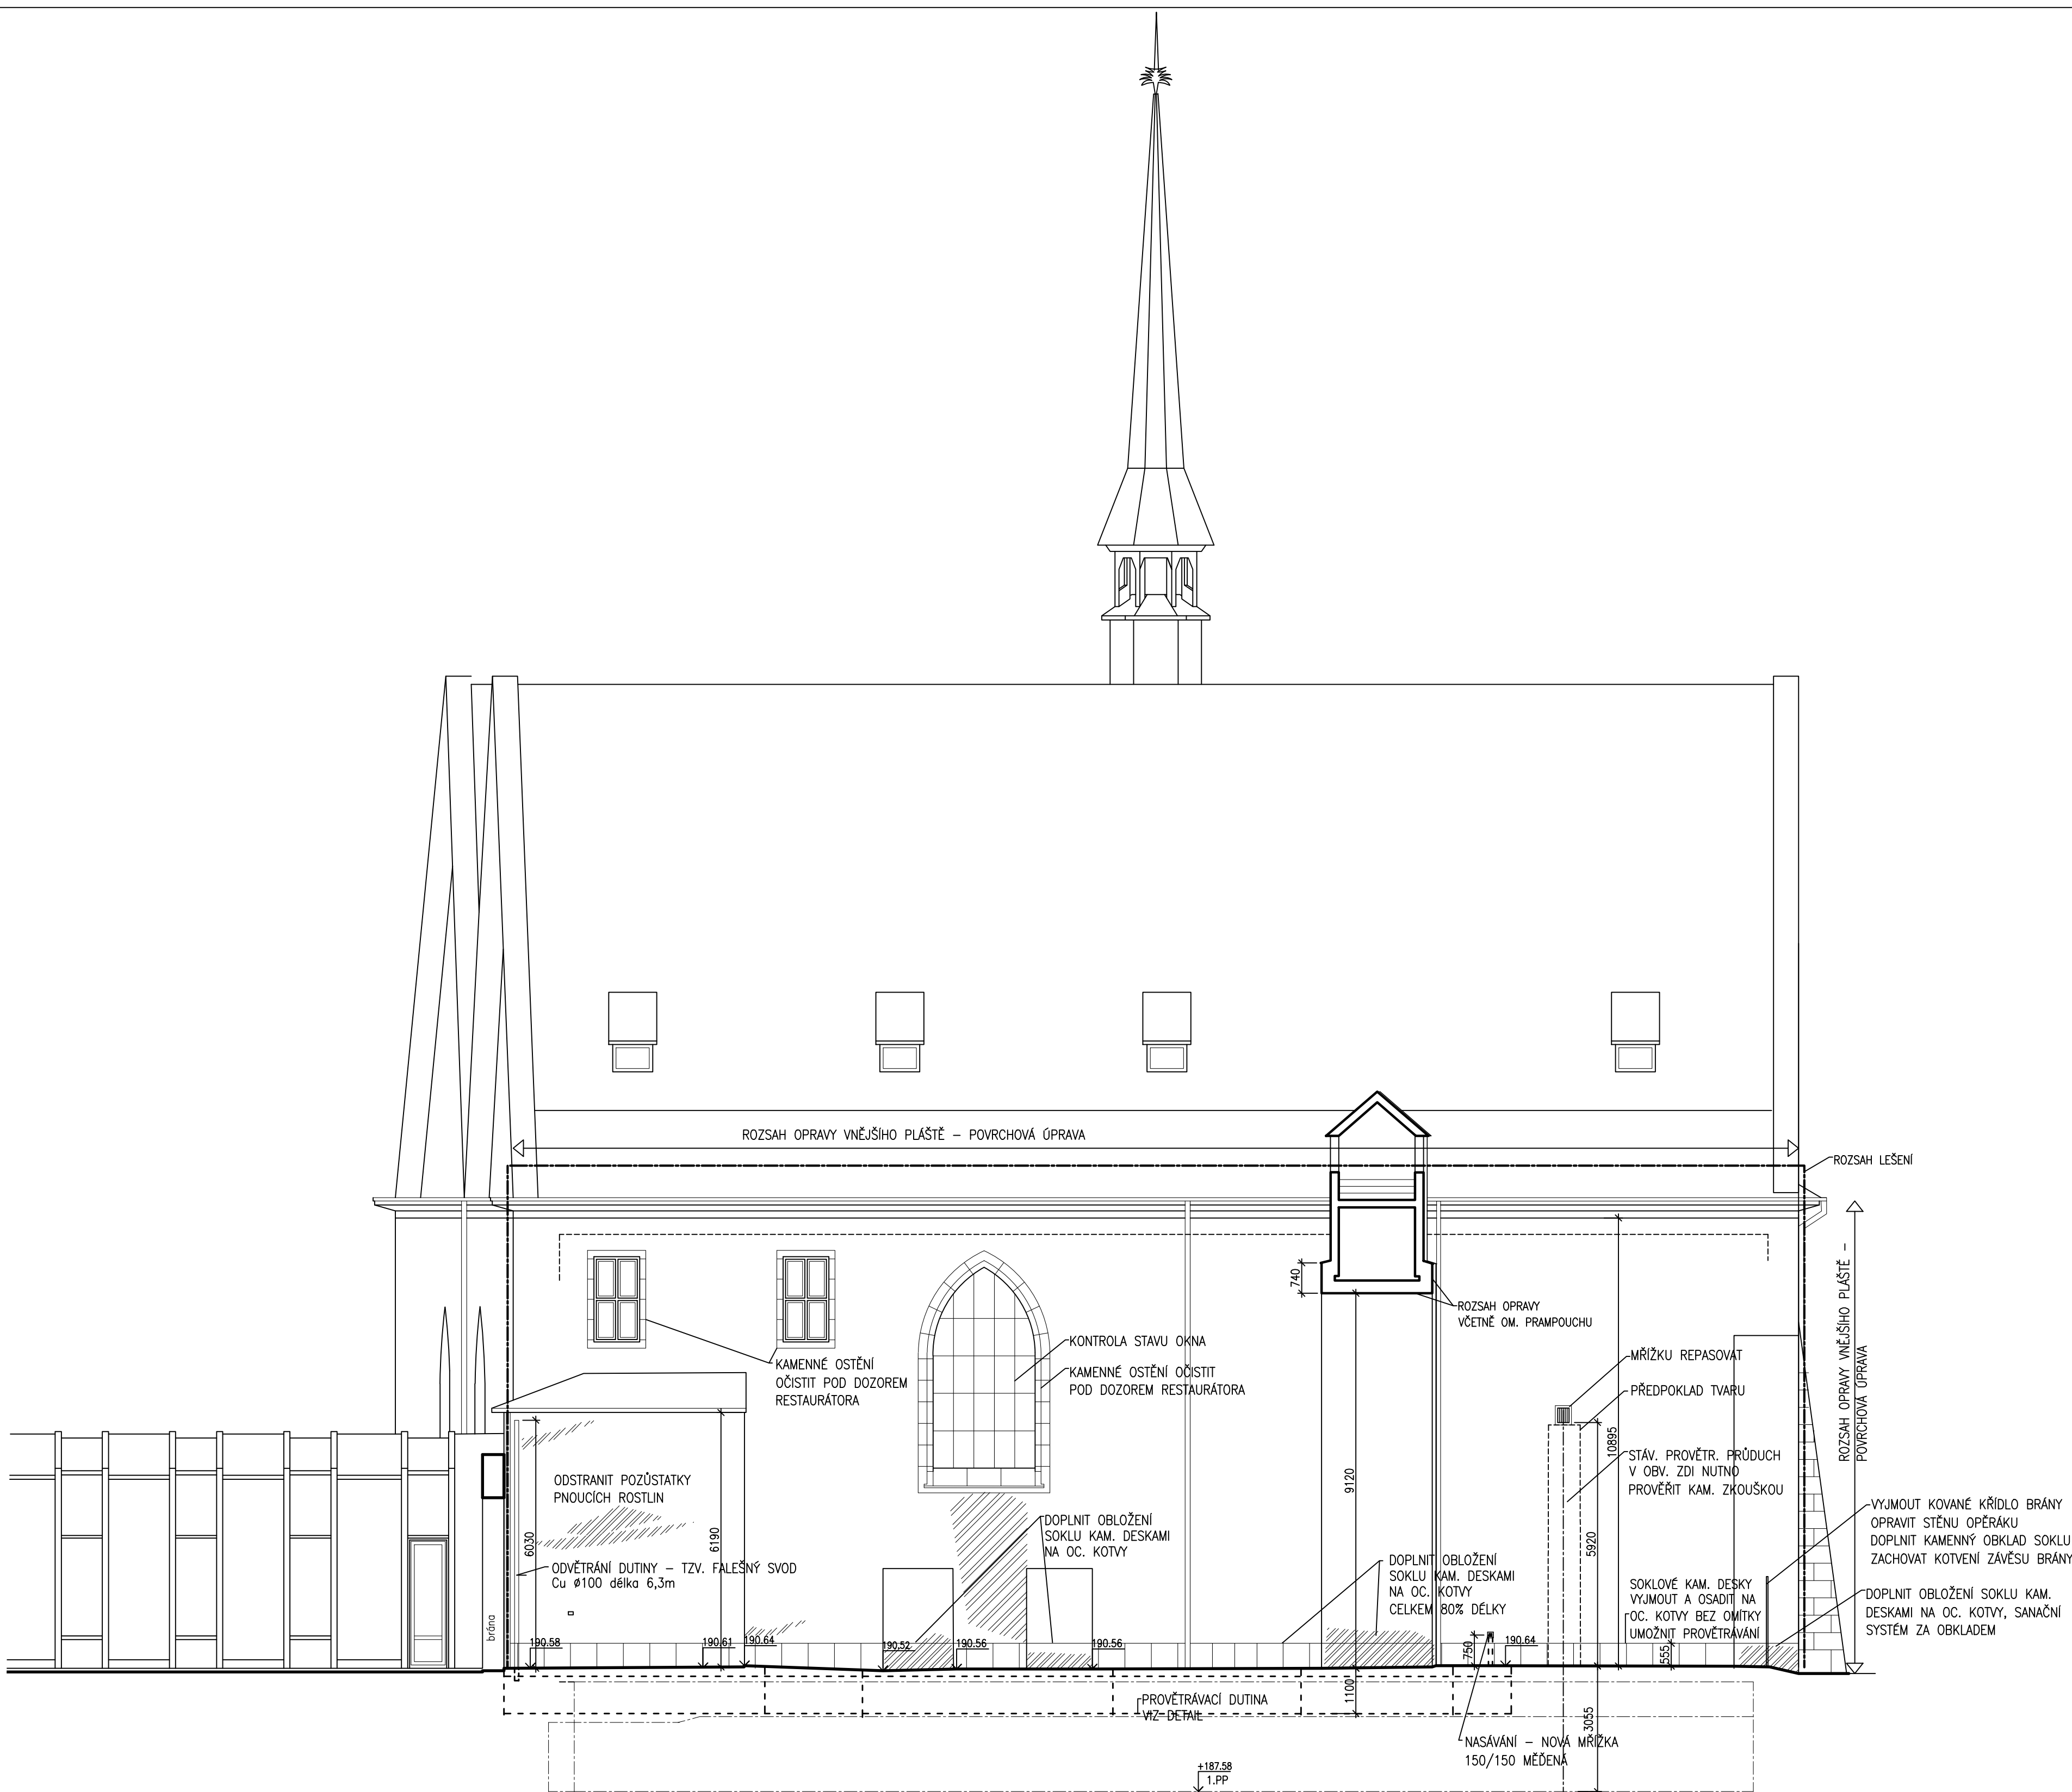 ROZSAH OPRAVY VNĚJŠÍHO PLÁŠTĚ – POVRCHOVÁ ÚPRAVA
ROZSAH LEŠENÍ
ROZSAH OPRAVY VNĚJŠÍHO PLÁŠTĚ –
POVRCHOVÁ ÚPRAVA
740
ROZSAH OPRAVY
VČETNĚ OM. PRAMPOUCHU
KONTROLA STAVU OKNA
KAMENNÉ OSTĚNÍ
OČISTIT POD DOZOREM
RESTAURÁTORA
KAMENNÉ OSTĚNÍ OČISTIT
POD DOZOREM RESTAURÁTORA
MŘÍŽKU REPASOVAT
PŘEDPOKLAD TVARU
10895
STÁV. PROVĚTR. PRŮDUCH
V OBV. ZDI NUTNO
PROVĚŘIT KAM. ZKOUŠKOU
ODSTRANIT POZŮSTATKY
PNOUCÍCH ROSTLIN
9120
6030
6190
5920
VYJMOUT KOVANÉ KŘÍDLO BRÁNY
OPRAVIT STĚNU OPĚRÁKU
DOPLNIT KAMENNÝ OBKLAD SOKLU
ZACHOVAT KOTVENÍ ZÁVĚSU BRÁNY
DOPLNIT OBLOŽENÍ
SOKLU KAM. DESKAMI
NA OC. KOTVY
ODVĚTRÁNÍ DUTINY – TZV. FALEŠNÝ SVOD
Cu ø100 délka 6,3m
DOPLNIT OBLOŽENÍ
SOKLU KAM. DESKAMI
NA OC. KOTVY
CELKEM 80% DÉLKY
SOKLOVÉ KAM. DESKY
VYJMOUT A OSADIT NA
OC. KOTVY BEZ OMÍTKY
UMOŽNIT PROVĚTRÁVÁNÍ
DOPLNIT OBLOŽENÍ SOKLU KAM.
DESKAMI NA OC. KOTVY, SANAČNÍ
SYSTÉM ZA OBKLADEM
brána
190.58
190.61
190.64
190.52
190.56
190.56
750
190.64
555
1100
PROVĚTRÁVACÍ DUTINA
VIZ DETAIL
3055
NASÁVÁNÍ – NOVÁ MŘÍŽKA
150/150 MĚĎENÁ
+187.58
1.PP